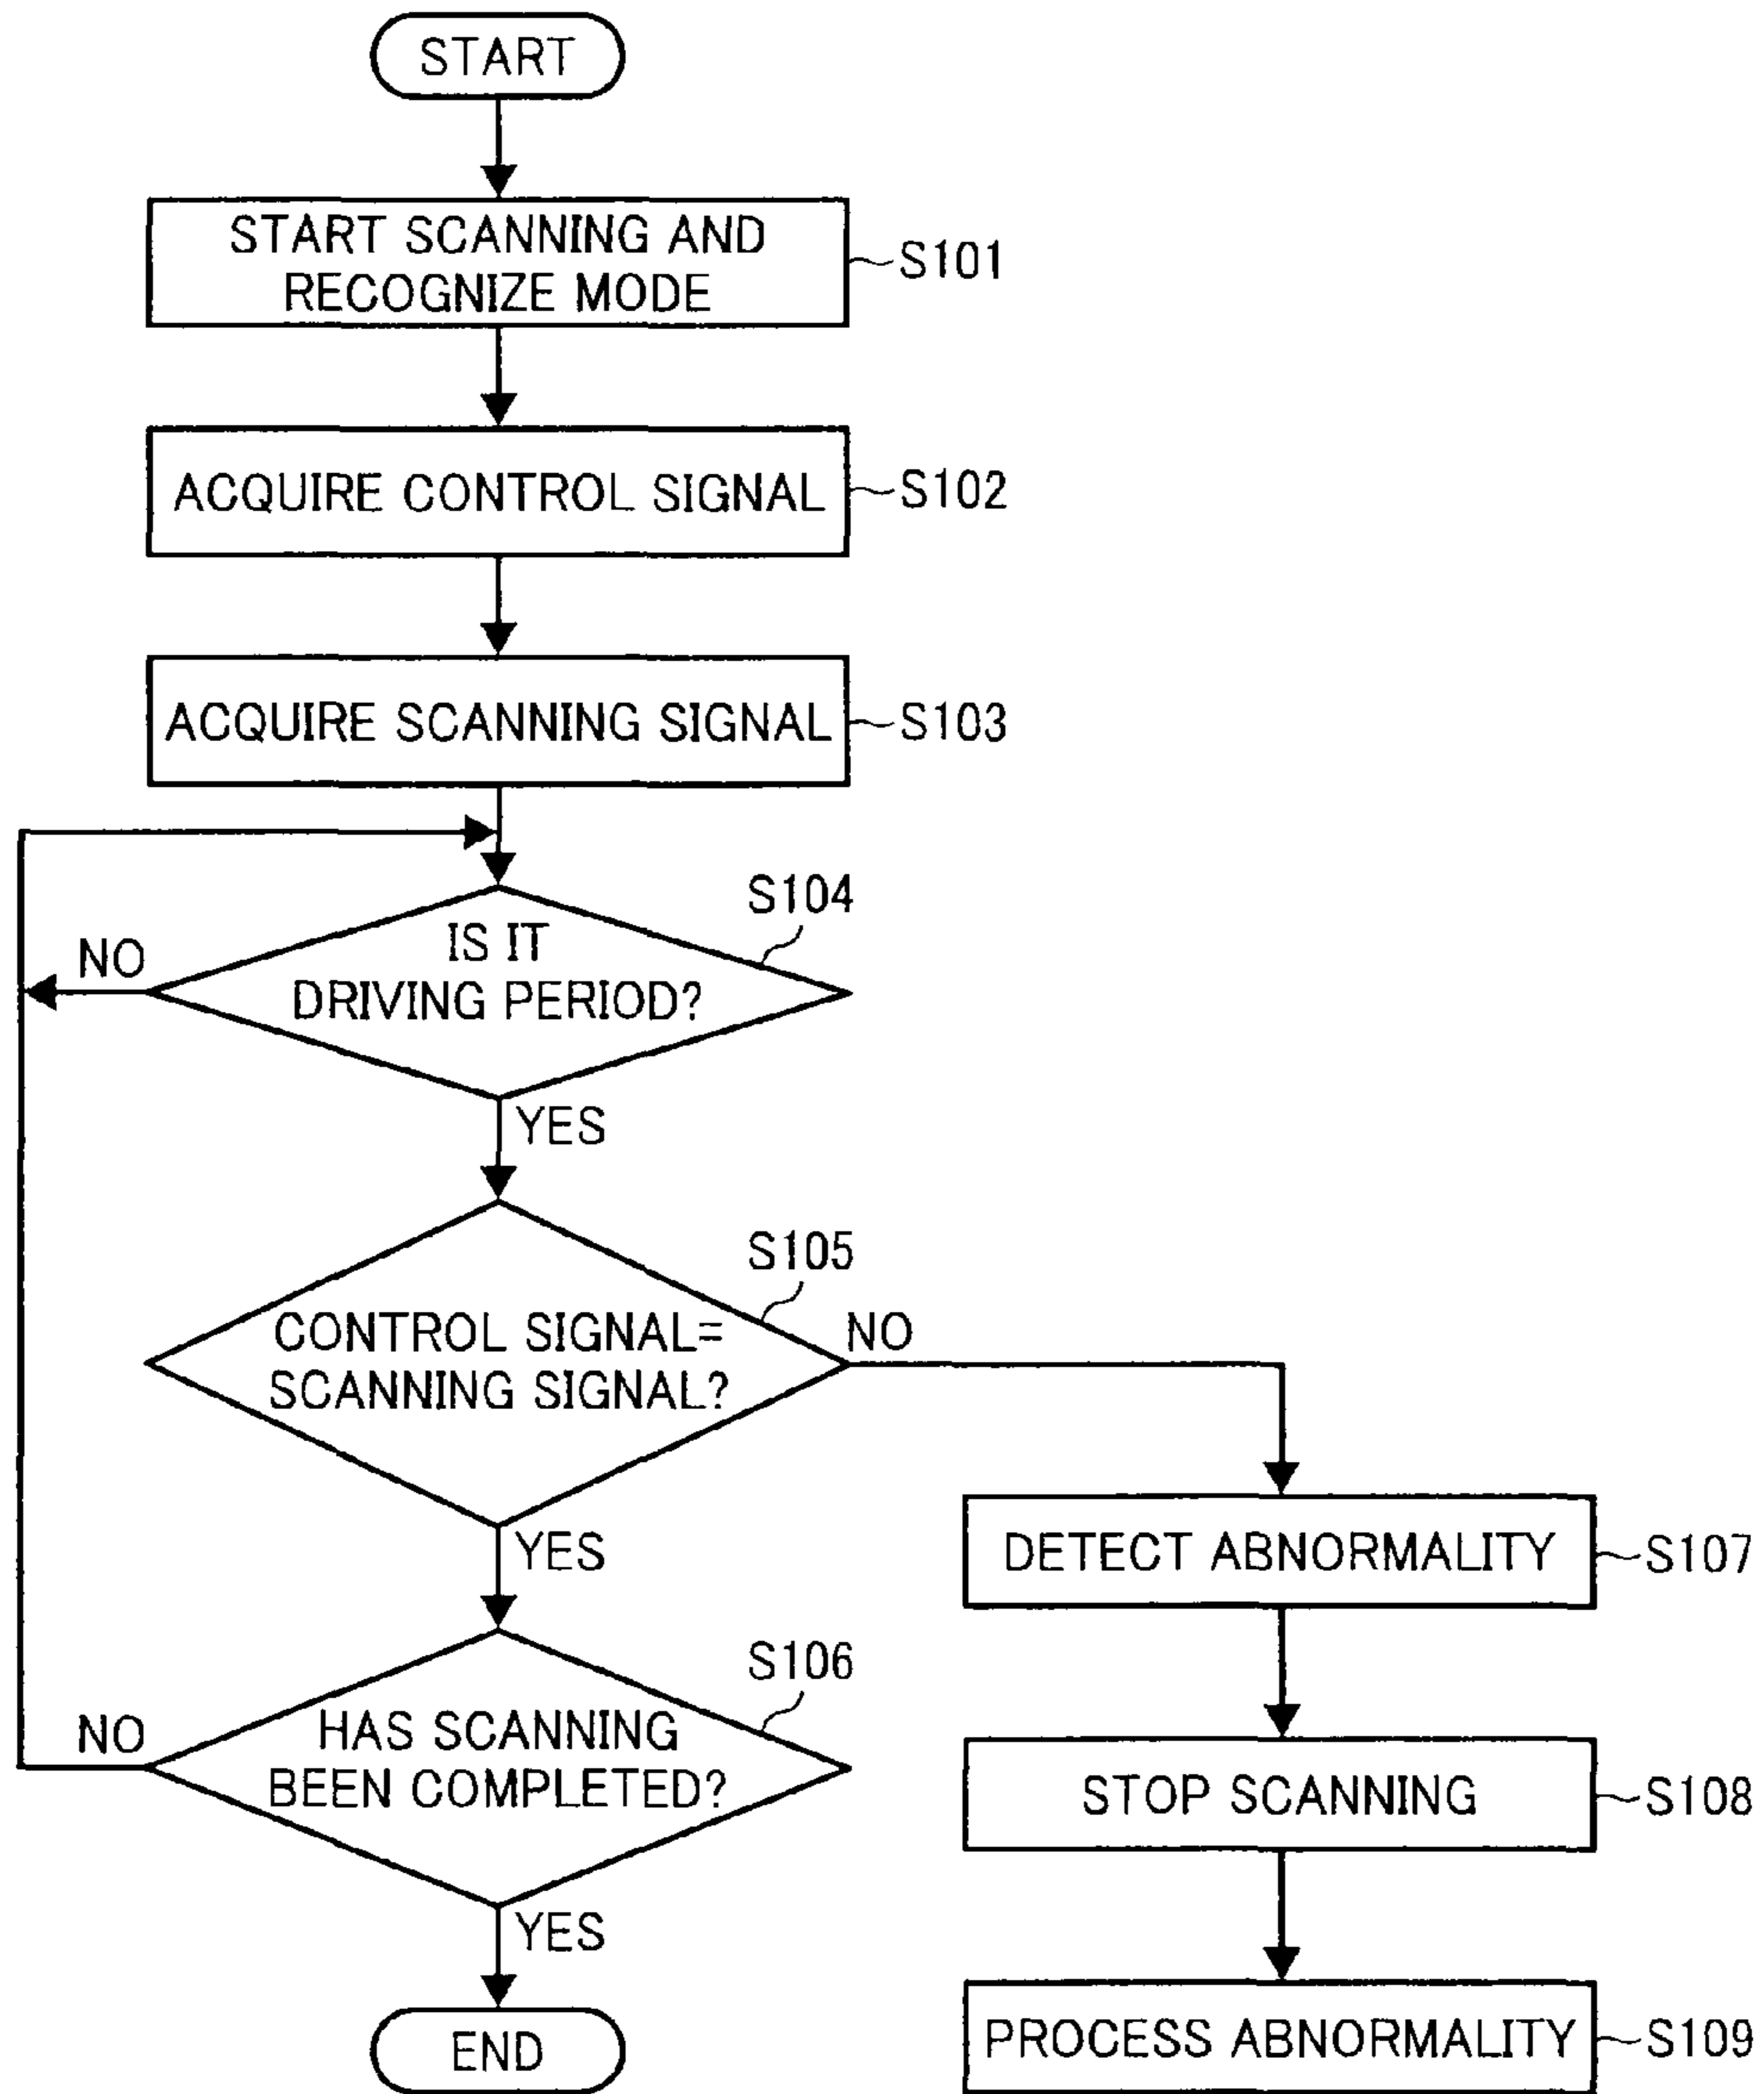 START
START SCANNING AND
RECOGNIZE MODE
S101
ACQUIRE CONTROL SIGNAL
S102
ACQUIRE SCANNING SIGNAL
S103
S104
IS IT
DRIVING PERIOD?
NO
YES
S105
CONTROL SIGNAL=
SCANNING SIGNAL?
NO
YES
DETECT ABNORMALITY
S107
S106
HAS SCANNING
BEEN COMPLETED?
NO
YES
STOP SCANNING
S108
END
PROCESS ABNORMALITY
S109